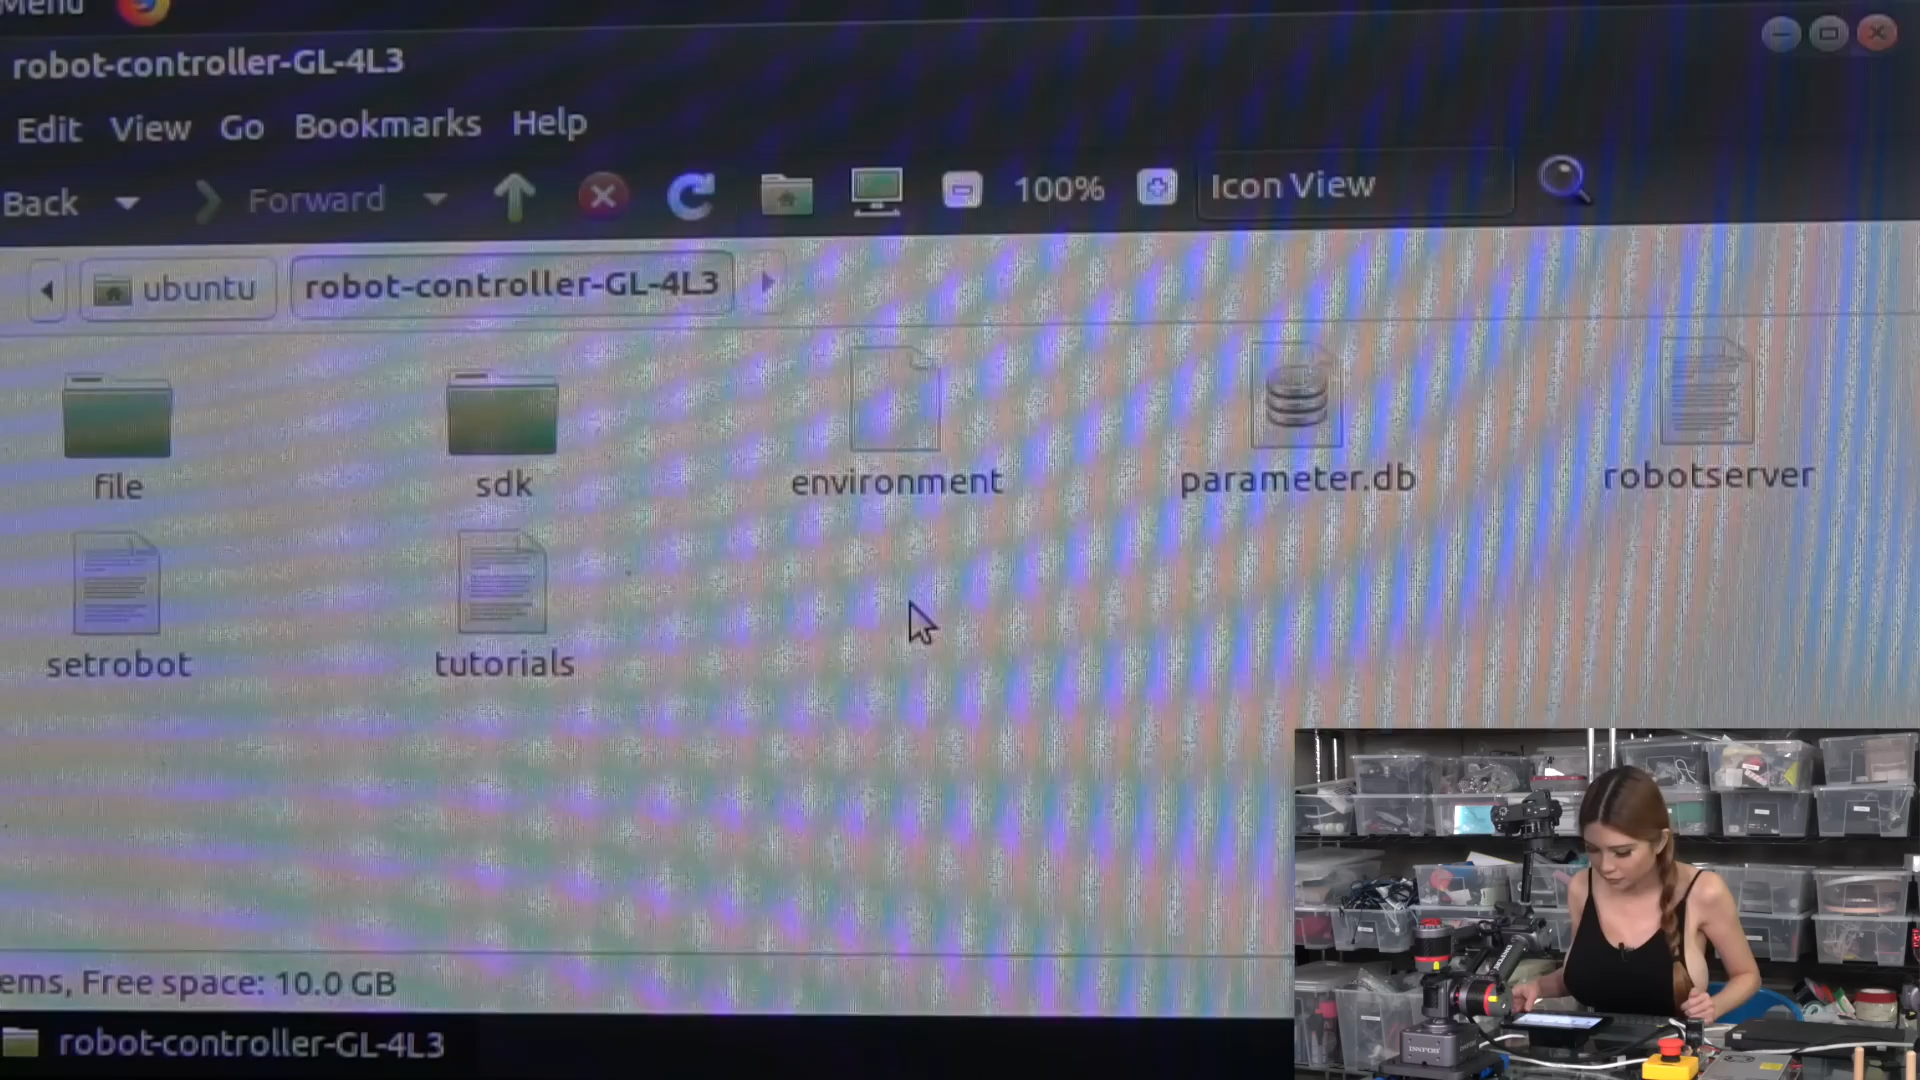 Menu
robot-controller-GL-4L3
Edit View Go Bookmarks Help
Back Forward 100% Icon View
ubuntu robot-controller-GL-4L3
file sdk environment parameter.db robotserver
setrobot tutorials
ems, Free space: 10.0 GB
robot-controller-GL-4L3